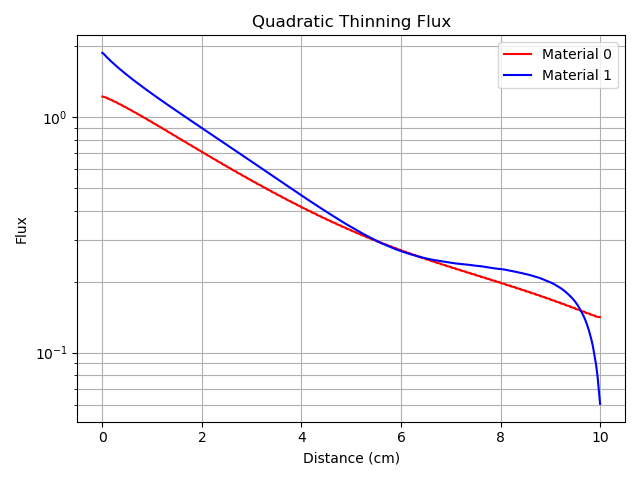 Quadratic Thinning Flux
Material 0
Material 1
Flux
10⁰
10⁻¹
0 2 4 6 8 10
Distance (cm)